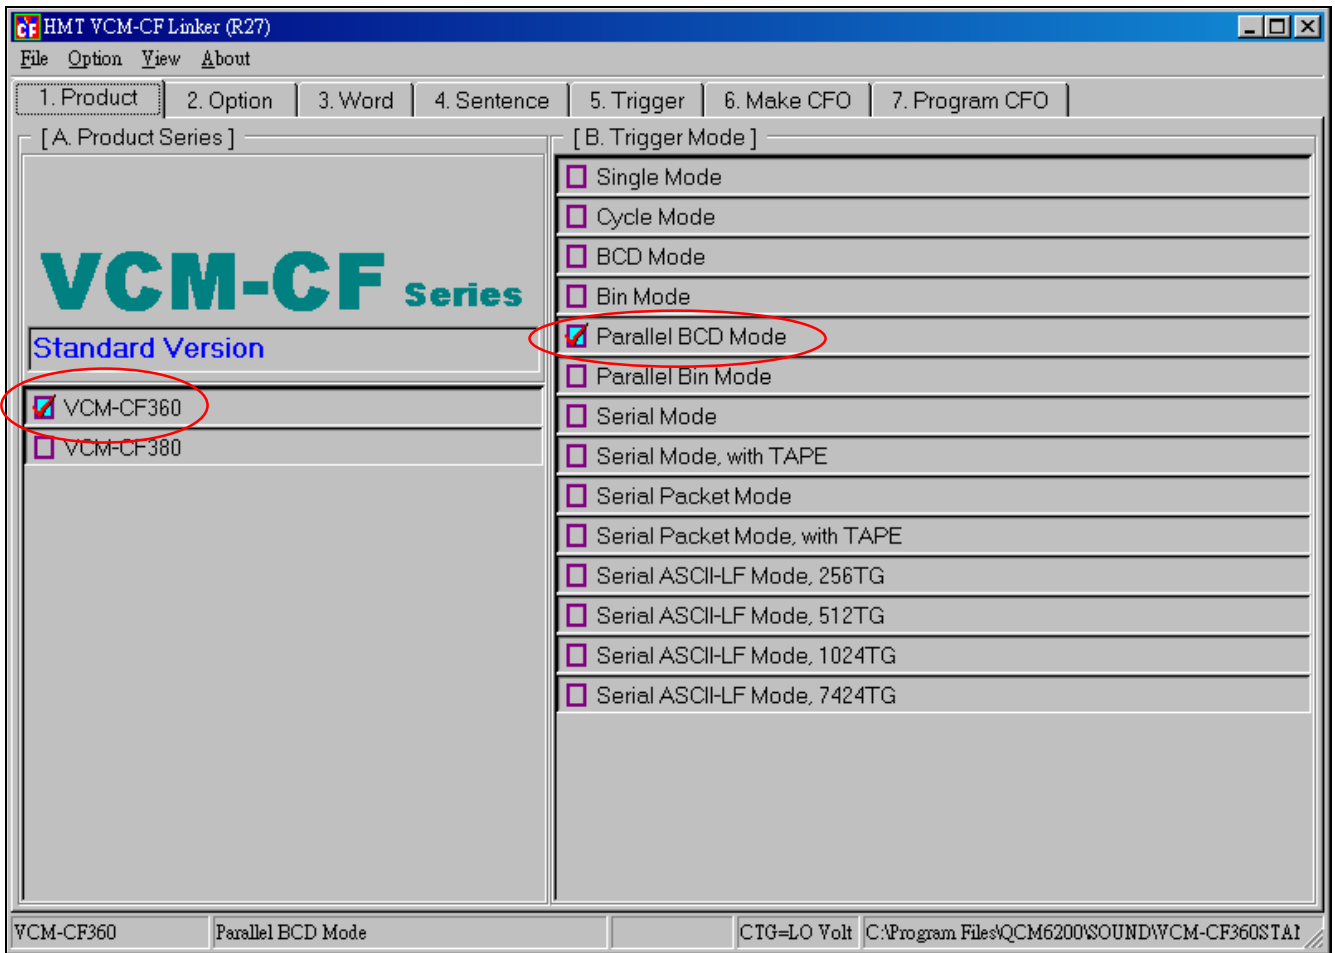 HMT VCM-CF Linker (R27)
File Option View About
1. Product 2. Option 3. Word 4. Sentence 5. Trigger 6. Make CFO 7. Program CFO
[ A. Product Series ]
VCM-CF Series
Standard Version
VCM-CF360
VCM-CF380
[ B. Trigger Mode ]
Single Mode
Cycle Mode
BCD Mode
Bin Mode
Parallel BCD Mode
Parallel Bin Mode
Serial Mode
Serial Mode, with TAPE
Serial Packet Mode
Serial Packet Mode, with TAPE
Serial ASCII-LF Mode, 256TG
Serial ASCII-LF Mode, 512TG
Serial ASCII-LF Mode, 1024TG
Serial ASCII-LF Mode, 7424TG
VCM-CF360 Parallel BCD Mode CTG=LO Volt C:\Program Files\QCM6200\SOUND\VCM-CF360STAN